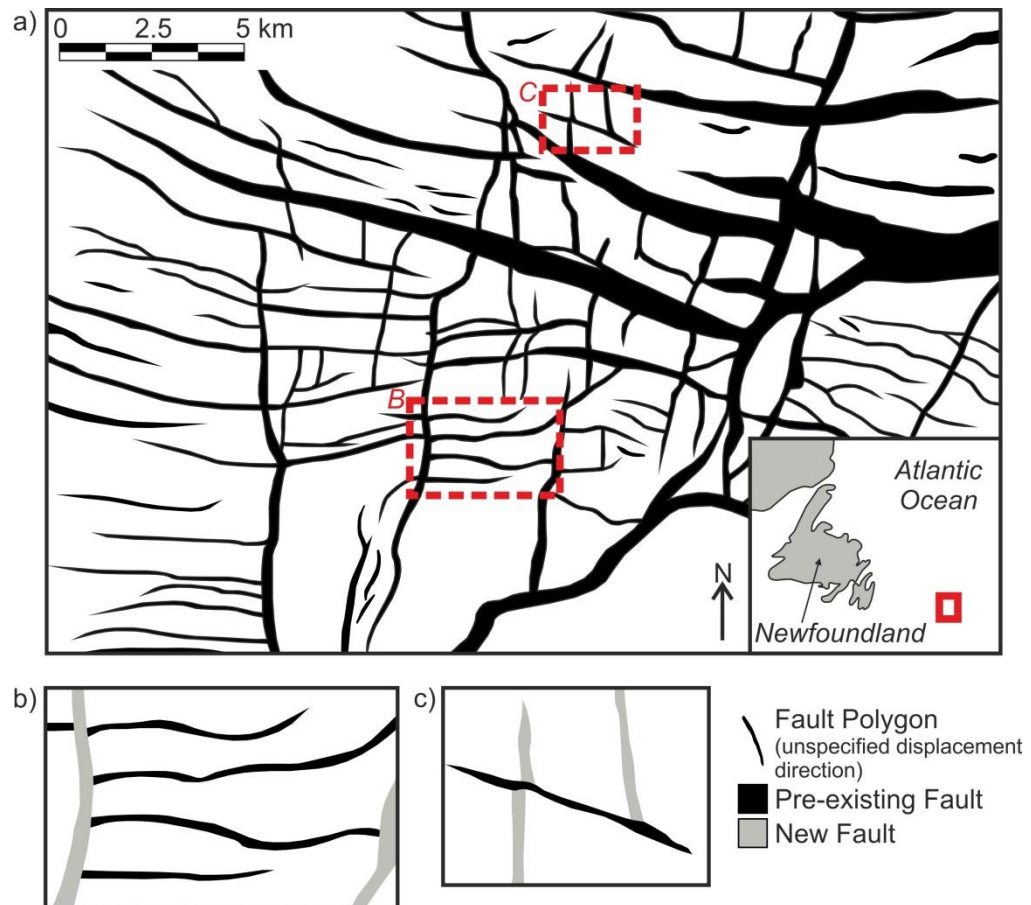 a)
0 2.5 5 km
C
B
N
Atlantic
Ocean
Newfoundland
b)
c)
Fault Polygon
(unspecified displacement
direction)
Pre-existing Fault
New Fault